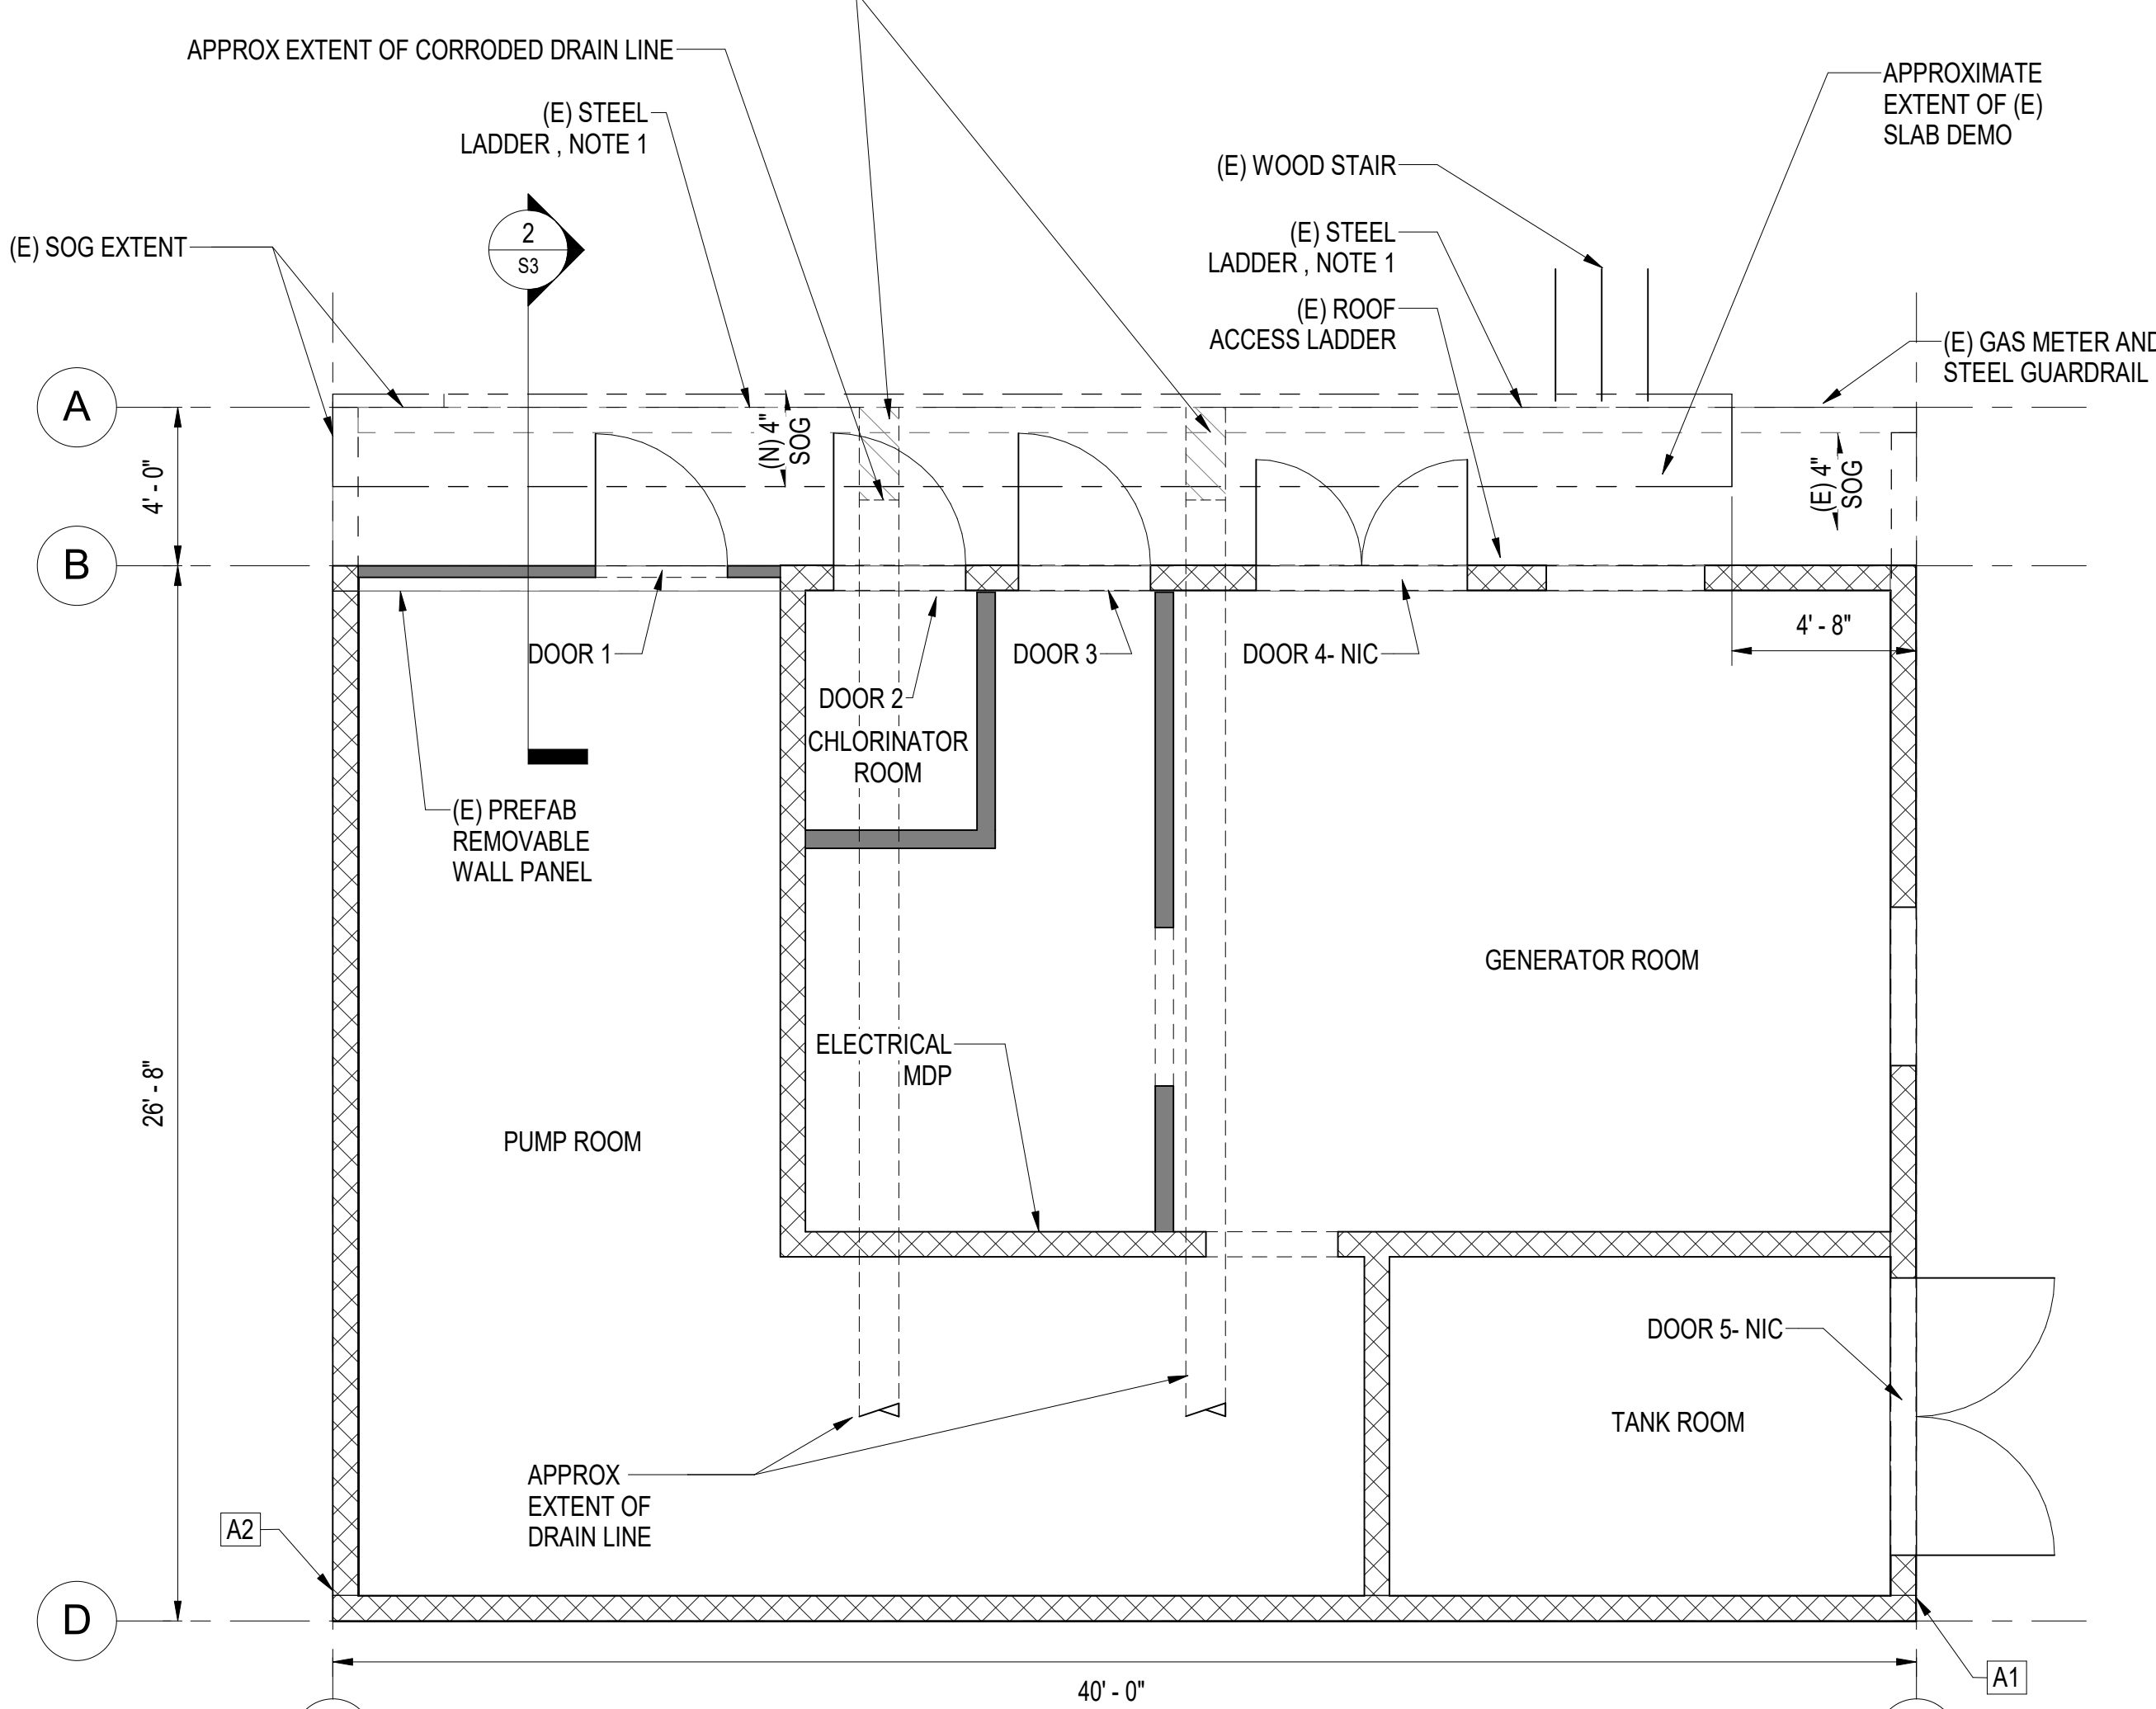 APPROX EXTENT OF CORRODED DRAIN LINE
(E) STEEL
LADDER , NOTE 1
APPROXIMATE
EXTENT OF (E)
SLAB DEMO
(E) WOOD STAIR
2
S3
(E) SOG EXTENT
(E) STEEL
LADDER , NOTE 1
(E) ROOF
ACCESS LADDER
(E) GAS METER AND
STEEL GUARDRAIL
A
(N) 4"
SOG
4' - 0"
(E) 4"
SOG
B
DOOR 1
DOOR 2
DOOR 3
DOOR 4- NIC
4' - 8"
CHLORINATOR
ROOM
(E) PREFAB
REMOVABLE
WALL PANEL
GENERATOR ROOM
ELECTRICAL
MDP
26' - 8"
PUMP ROOM
DOOR 5- NIC
TANK ROOM
APPROX
EXTENT OF
DRAIN LINE
A2
D
A1
40' - 0"